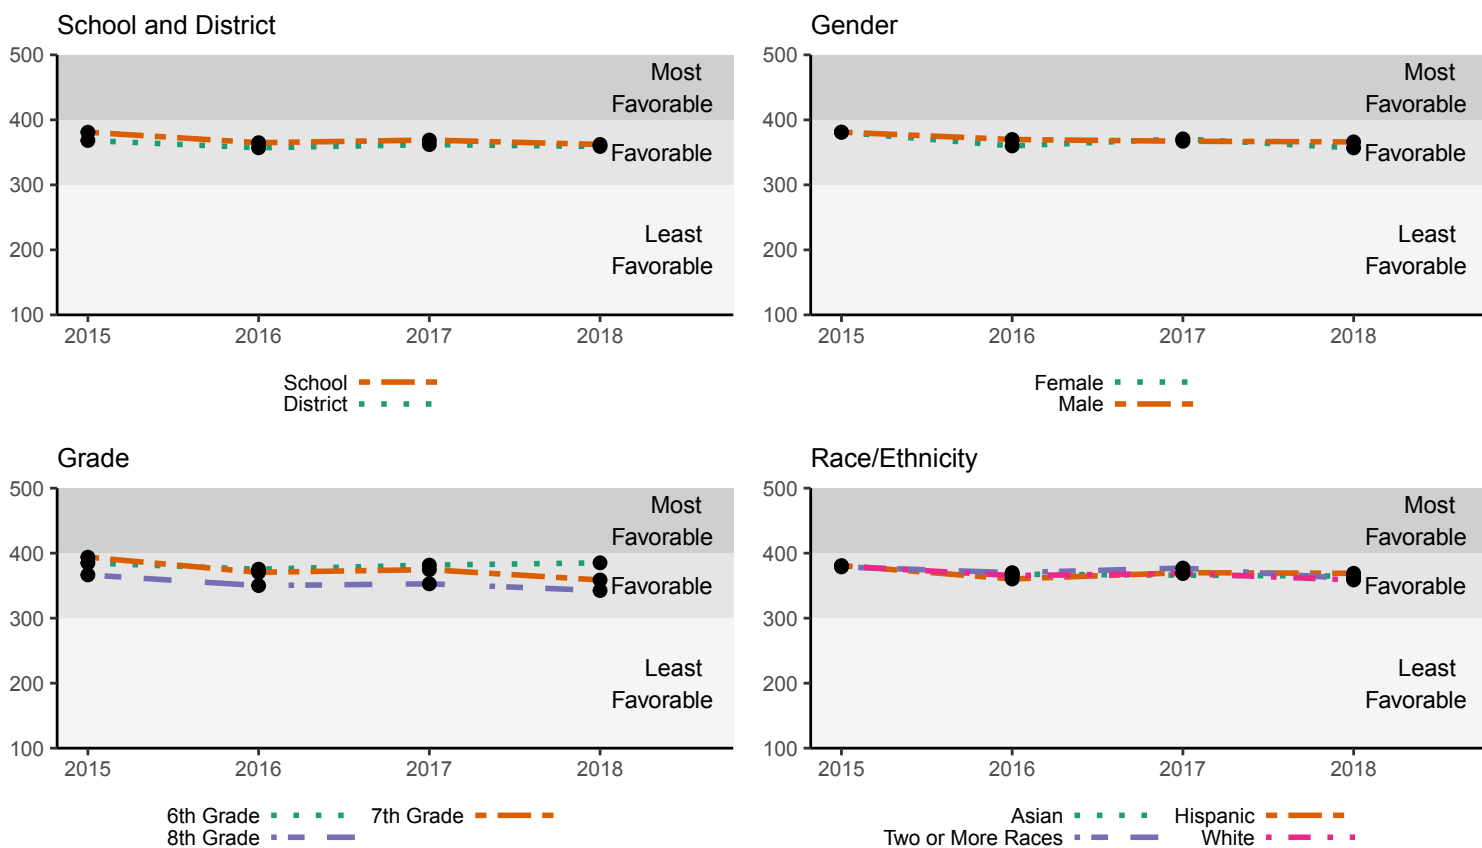 School and District
500
400
300
200
100
Most
Favorable
Favorable
Least
Favorable
2015 2016 2017 2018
School
District
Gender
500
400
300
200
100
Most
Favorable
Favorable
Least
Favorable
2015 2016 2017 2018
Female
Male
Grade
500
400
300
200
100
Most
Favorable
Favorable
Least
Favorable
2015 2016 2017 2018
6th Grade 7th Grade
8th Grade
Race/Ethnicity
500
400
300
200
100
Most
Favorable
Favorable
Least
Favorable
2015 2016 2017 2018
Asian Hispanic
Two or More Races White